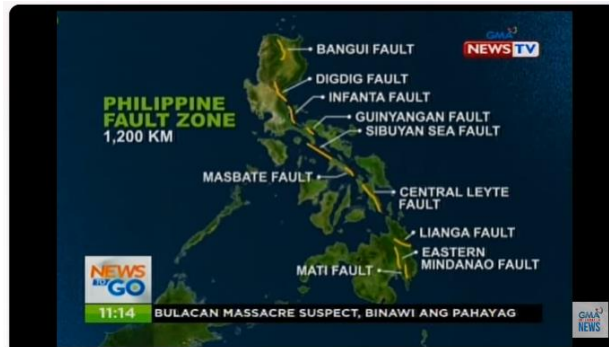 GMA
NEWS TV
BANGUI FAULT
DIGDIG FAULT
INFANTA FAULT
PHILIPPINE
FAULT ZONE
1,200 KM
GUINYANGAN FAULT
SIBUYAN SEA FAULT
MASBATE FAULT
CENTRAL LEYTE
FAULT
LIANGA FAULT
EASTERN
MINDANAO FAULT
MATI FAULT
NEWS
TO
GO
11:14
BULACAN MASSACRE SUSPECT, BINAWI ANG PAHAYAG
GMA
NEWS